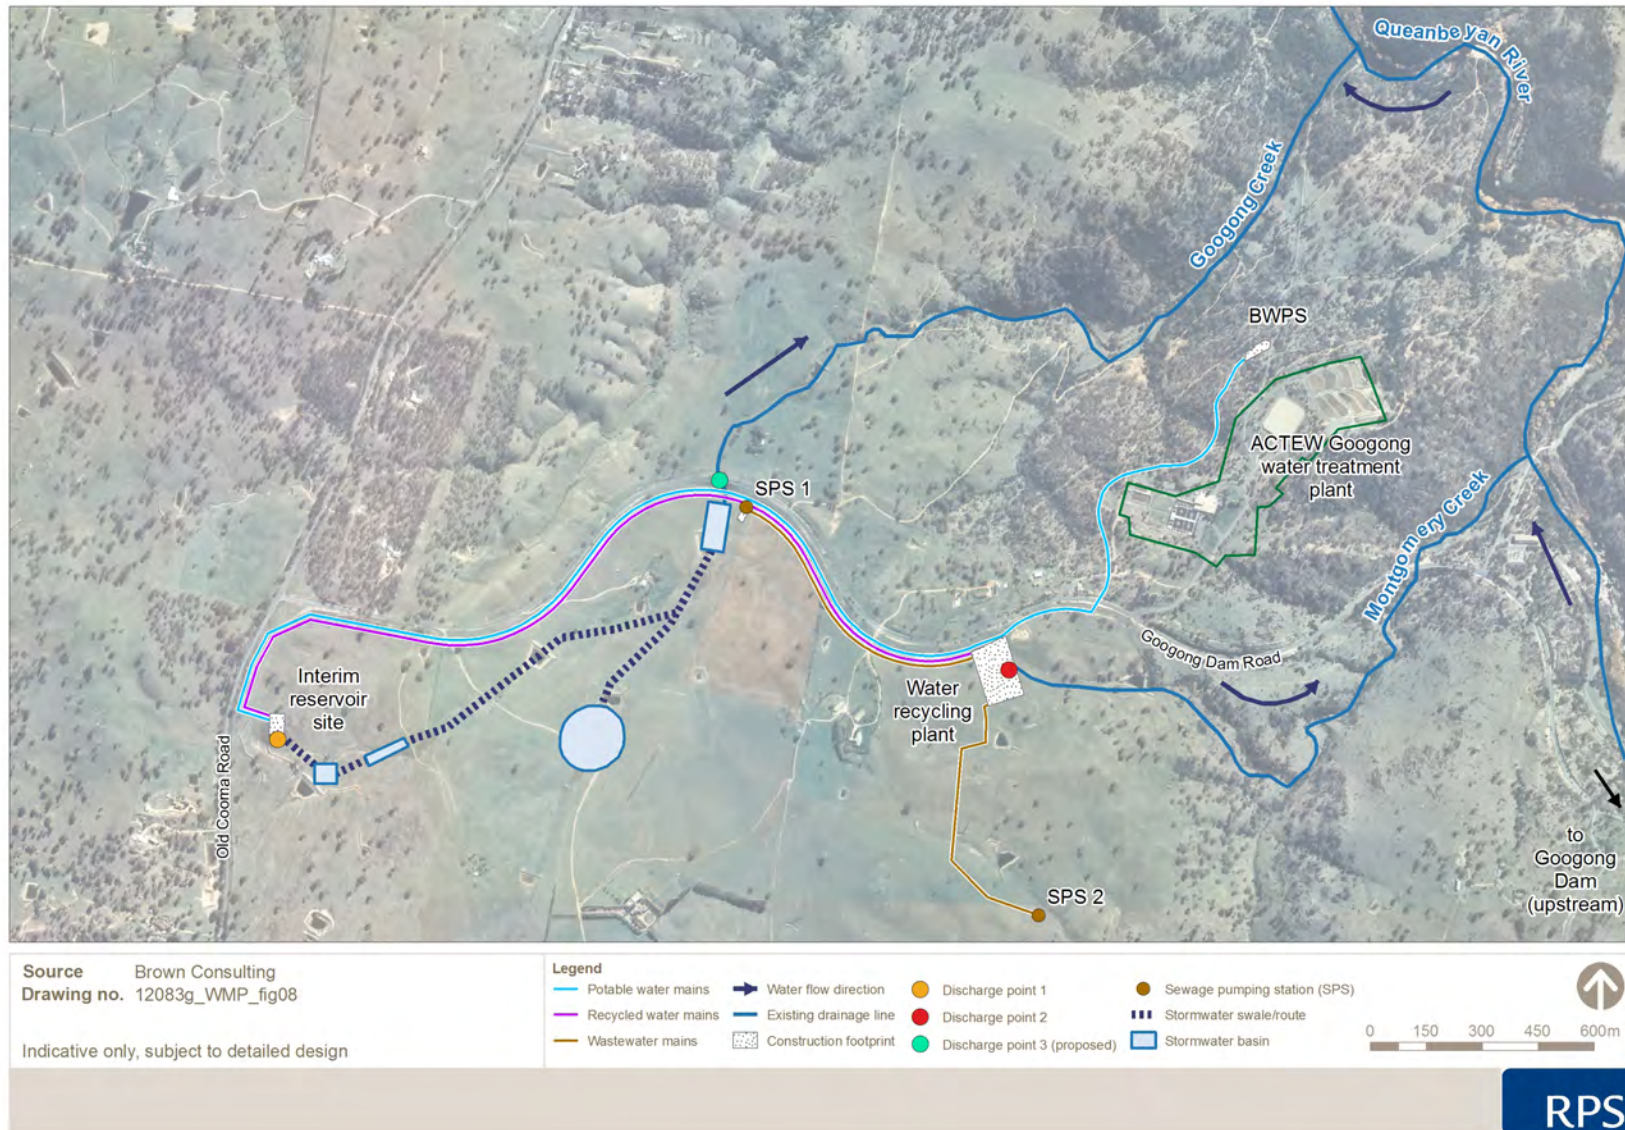 Queanbeyan River
Googong Creek
BWPS
ACTEW Googong
water treatment
plant
SPS 1
Montgomery Creek
Googong Dam Road
Interim
reservoir
site
Water
recycling
plant
Old Cooma Road
SPS 2
to
Googong
Dam
(upstream)
Source Brown Consulting
Drawing no. 12083g_WMP_fig08
Indicative only, subject to detailed design
Legend
Potable water mains
Recycled water mains
Wastewater mains
Water flow direction
Existing drainage line
Construction footprint
Discharge point 1
Discharge point 2
Discharge point 3 (proposed)
Sewage pumping station (SPS)
Stormwater swale/route
Stormwater basin
0 150 300 450 600m
RPS